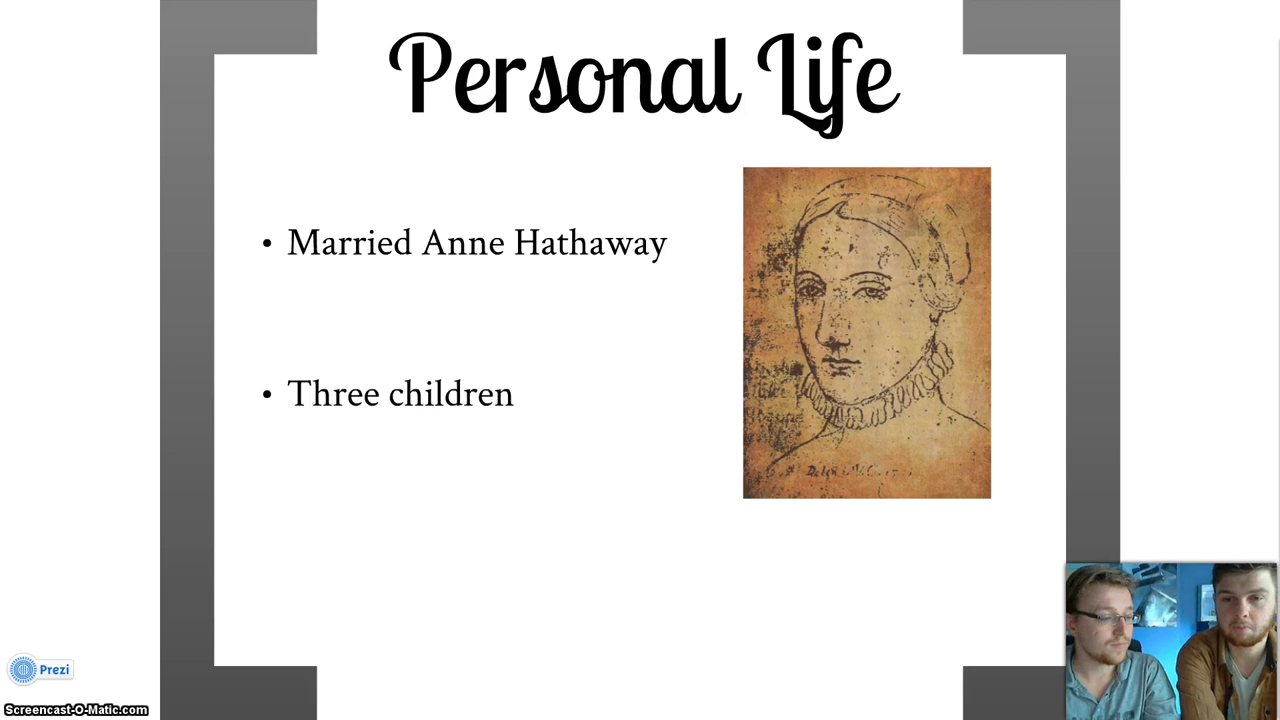 Personal Life
• Married Anne Hathaway
• Three children
Prezi
Screencast-O-Matic.com